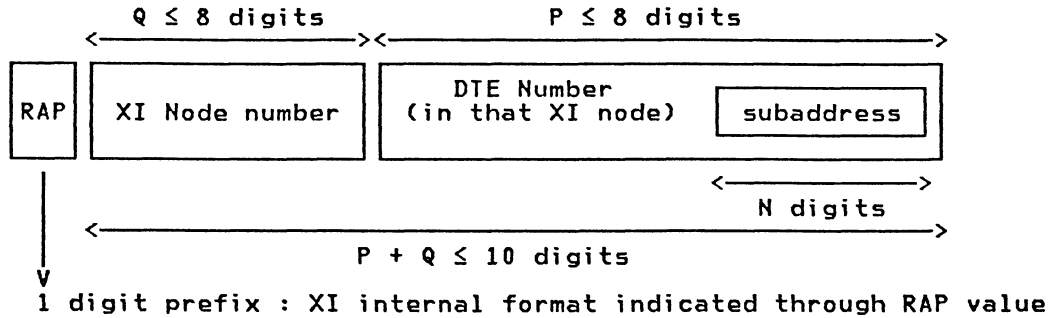 Q ≤ 8 digits P ≤ 8 digits
RAP XI Node number DTE Number
(in that XI node) subaddress
N digits
P + Q ≤ 10 digits
1 digit prefix : XI internal format indicated through RAP value